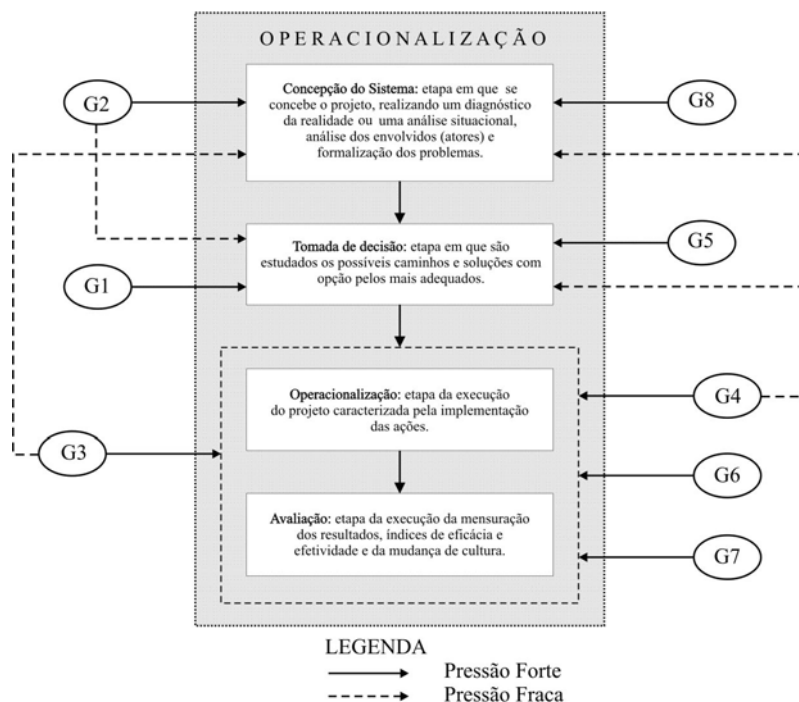 OPERACIONALIZAÇÃO
Concepção do Sistema: etapa em que se
concebe o projeto, realizando um diagnóstico
da realidade ou uma análise situacional,
análise dos envolvidos (atores) e
formalização dos problemas.
G2
G8
Tomada de decisão: etapa em que são
estudados os possíveis caminhos e soluções com
opção pelos mais adequados.
G5
G1
Operacionalização: etapa da execução
do projeto caracterizada pela implementação
das ações.
G4
G3
G6
Avaliação: etapa da execução da mensuração
dos resultados, índices de eficácia e
efetividade e da mudança de cultura.
G7
LEGENDA
Pressão Forte
Pressão Fraca